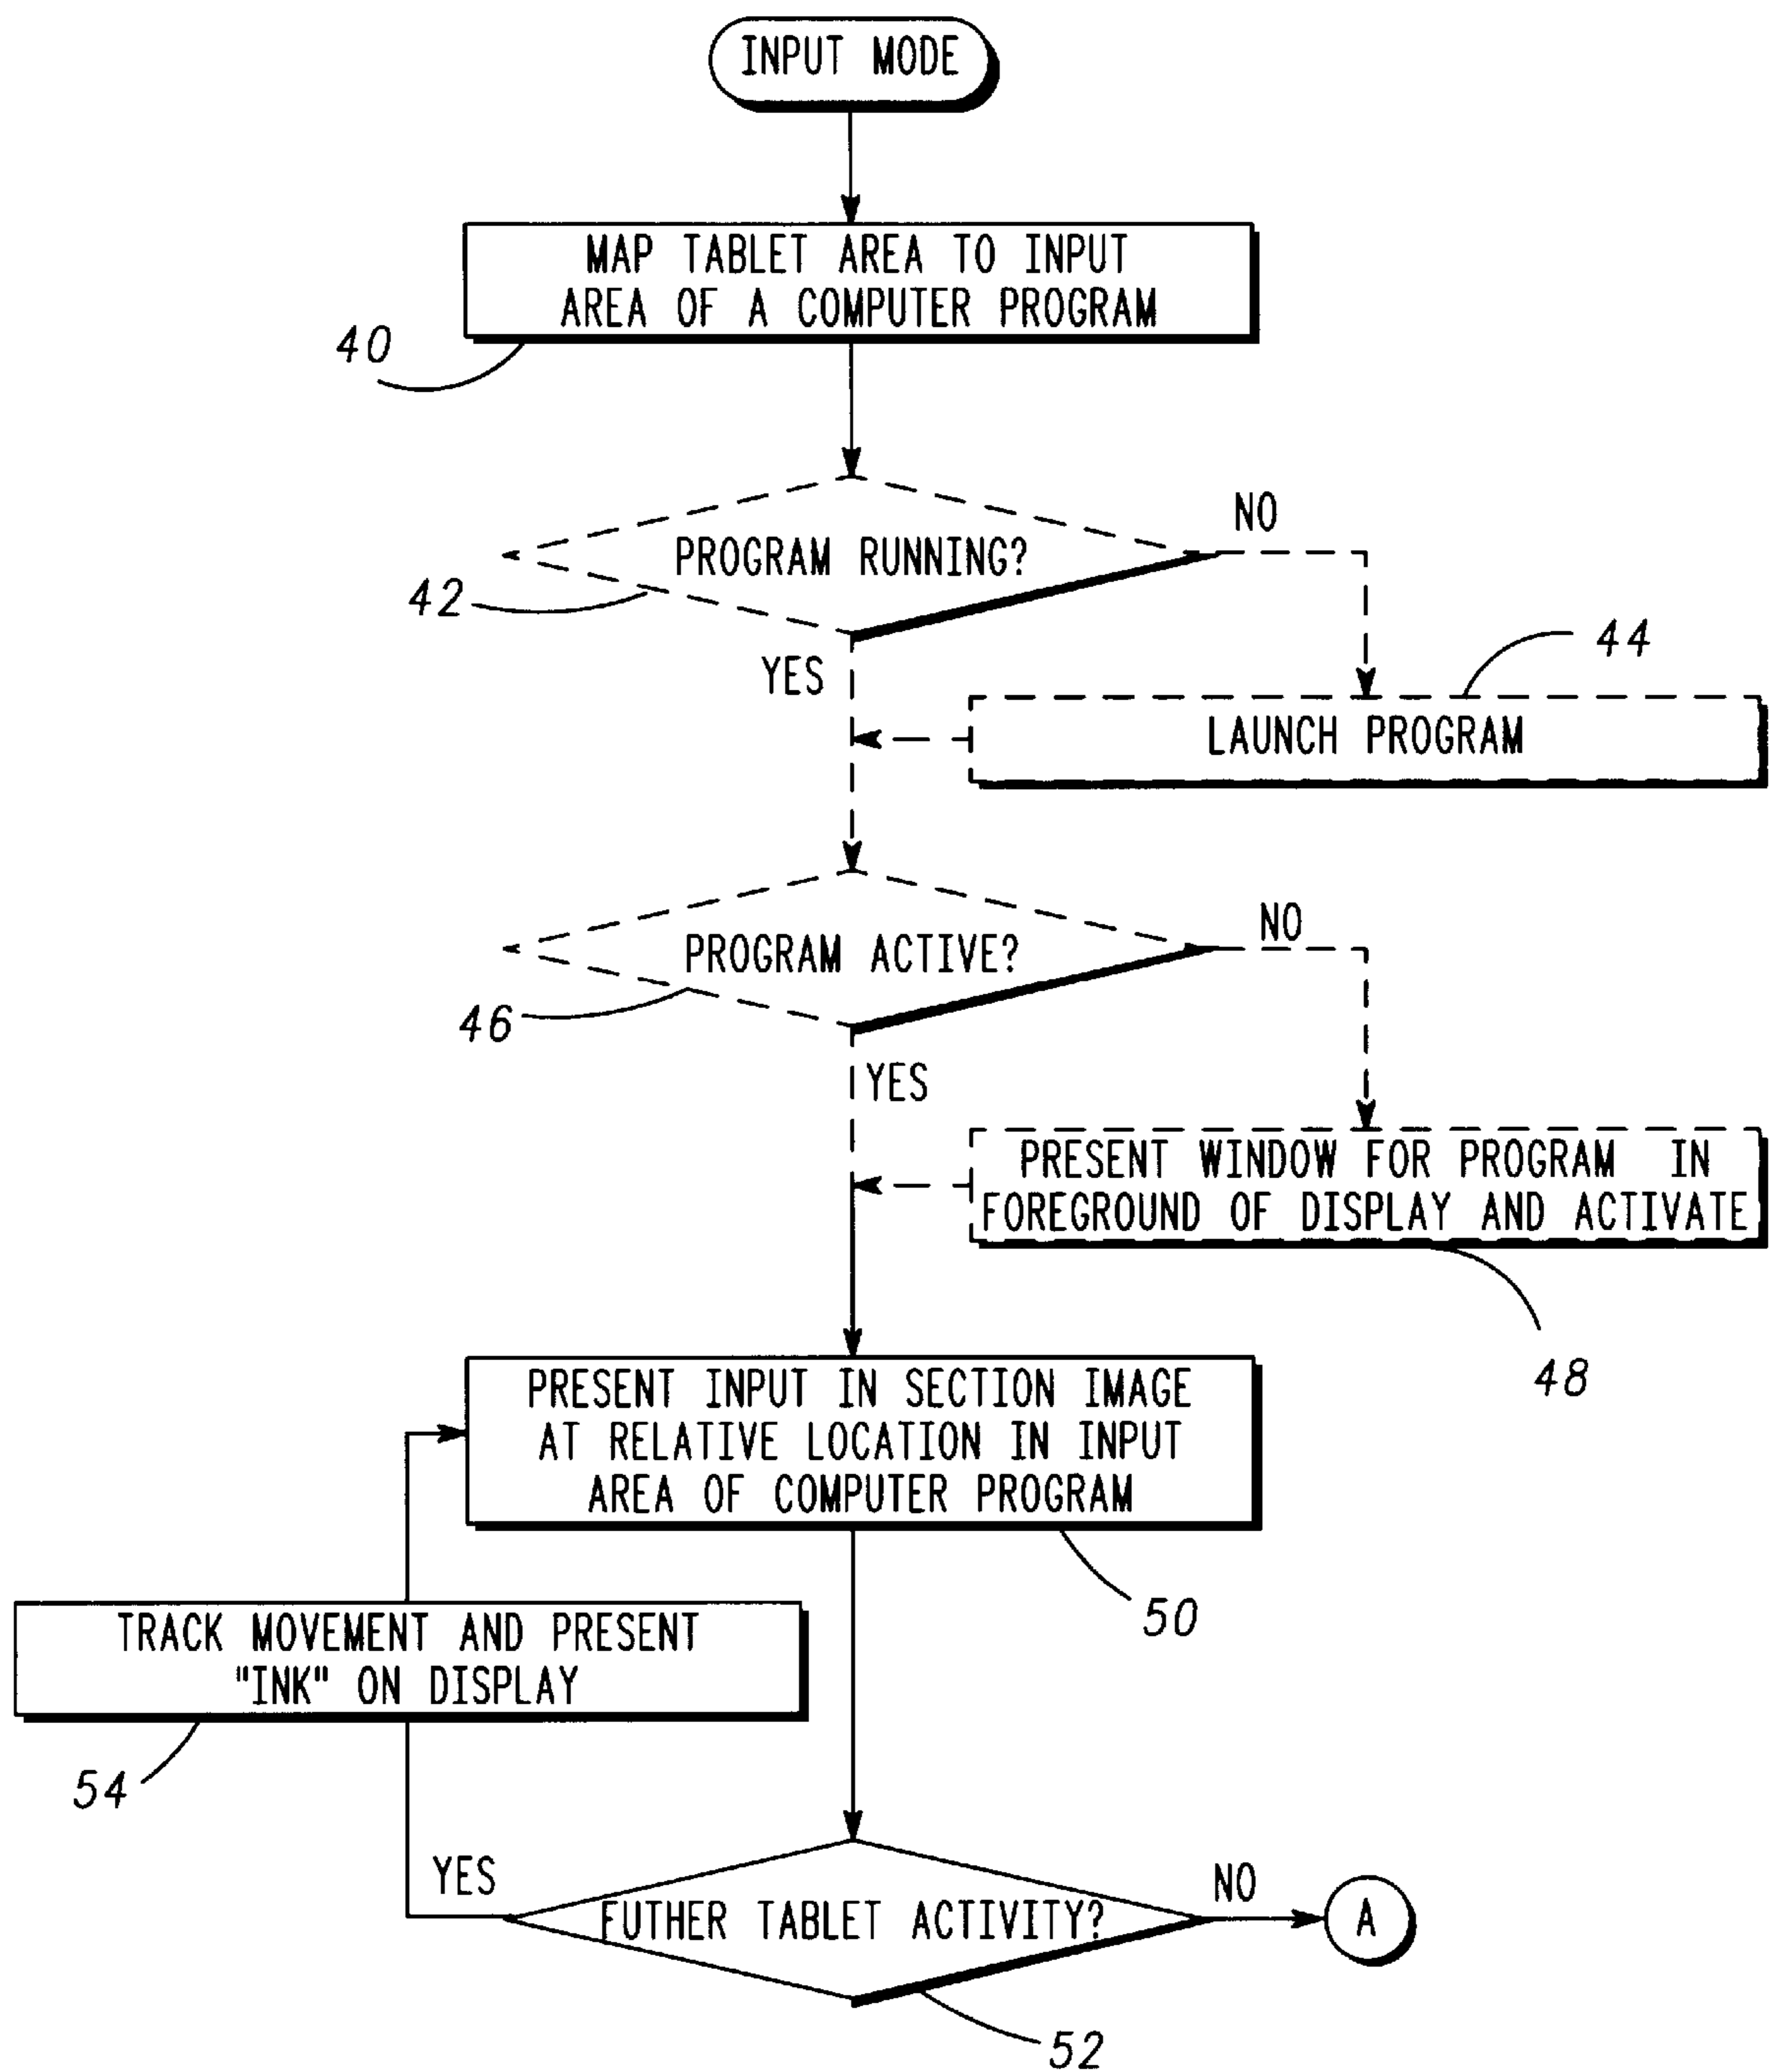 INPUT MODE
MAP TABLET AREA TO INPUT
AREA OF A COMPUTER PROGRAM
40
PROGRAM RUNNING?
NO
42
YES
44
LAUNCH PROGRAM
PROGRAM ACTIVE?
NO
46
YES
PRESENT WINDOW FOR PROGRAM IN
FOREGROUND OF DISPLAY AND ACTIVATE
48
PRESENT INPUT IN SECTION IMAGE
AT RELATIVE LOCATION IN INPUT
AREA OF COMPUTER PROGRAM
50
TRACK MOVEMENT AND PRESENT
"INK" ON DISPLAY
54
YES
FUTHER TABLET ACTIVITY?
NO
A
52